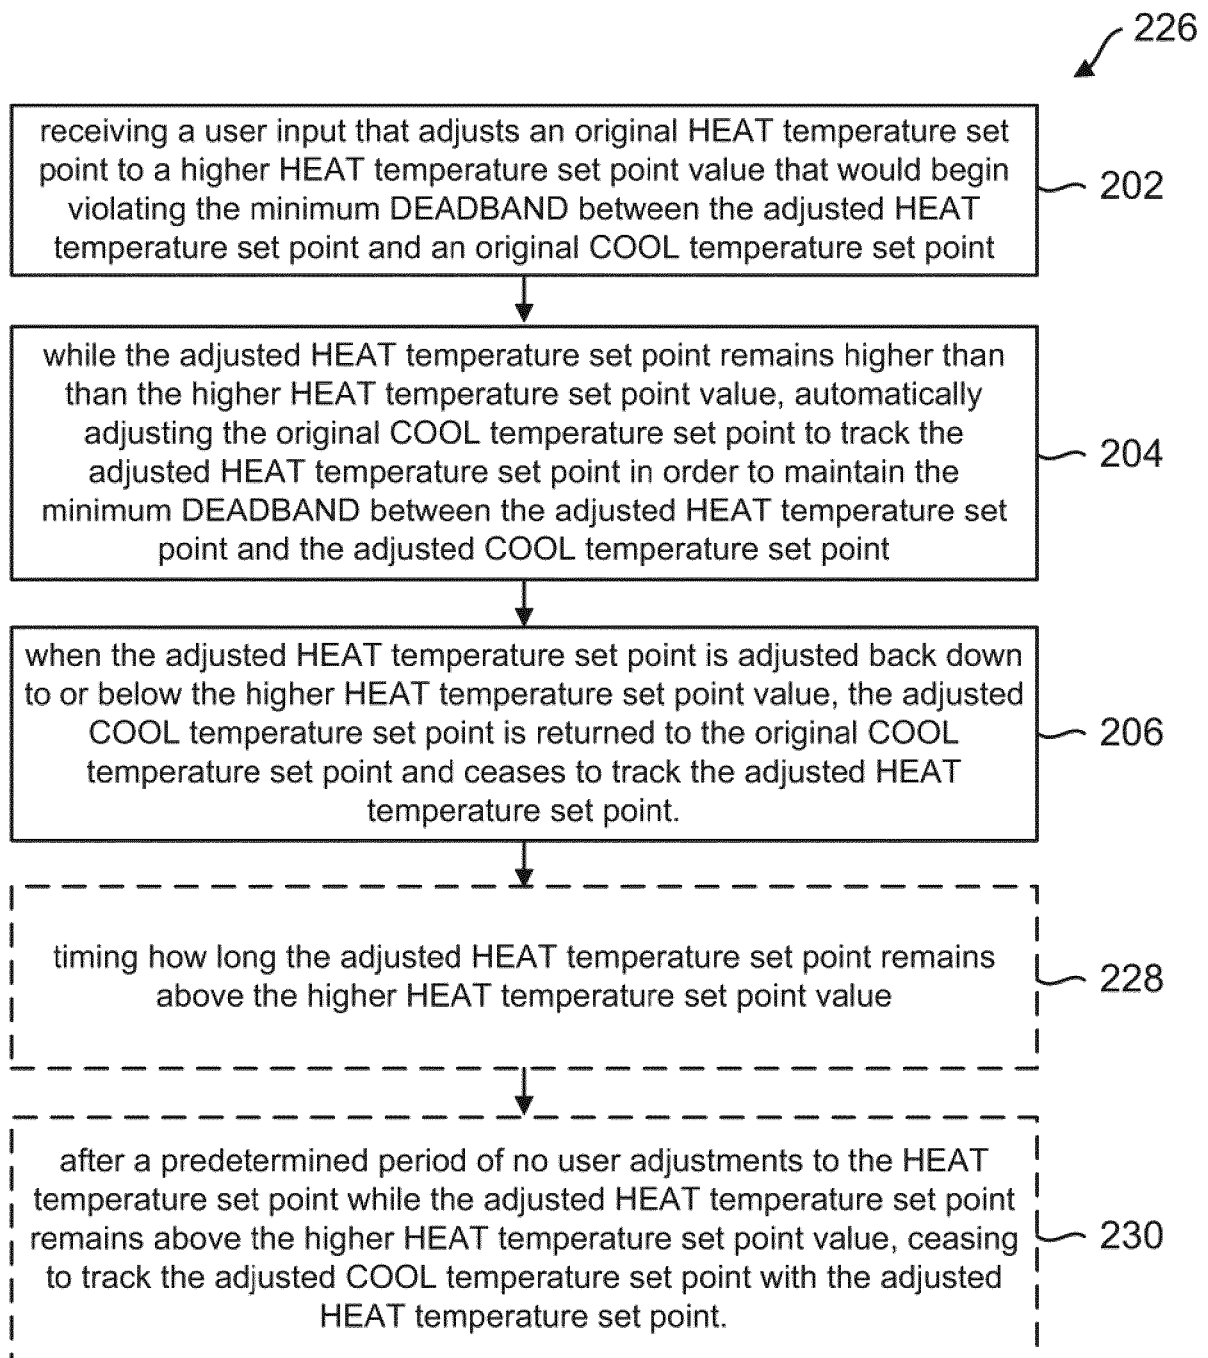 226
receiving a user input that adjusts an original HEAT temperature set
point to a higher HEAT temperature set point value that would begin
violating the minimum DEADBAND between the adjusted HEAT
temperature set point and an original COOL temperature set point
202
while the adjusted HEAT temperature set point remains higher than
than the higher HEAT temperature set point value, automatically
adjusting the original COOL temperature set point to track the
adjusted HEAT temperature set point in order to maintain the
minimum DEADBAND between the adjusted HEAT temperature set
point and the adjusted COOL temperature set point
204
when the adjusted HEAT temperature set point is adjusted back down
to or below the higher HEAT temperature set point value, the adjusted
COOL temperature set point is returned to the original COOL
temperature set point and ceases to track the adjusted HEAT
temperature set point.
206
timing how long the adjusted HEAT temperature set point remains
above the higher HEAT temperature set point value
228
after a predetermined period of no user adjustments to the HEAT
temperature set point while the adjusted HEAT temperature set point
remains above the higher HEAT temperature set point value, ceasing
to track the adjusted COOL temperature set point with the adjusted
HEAT temperature set point.
230